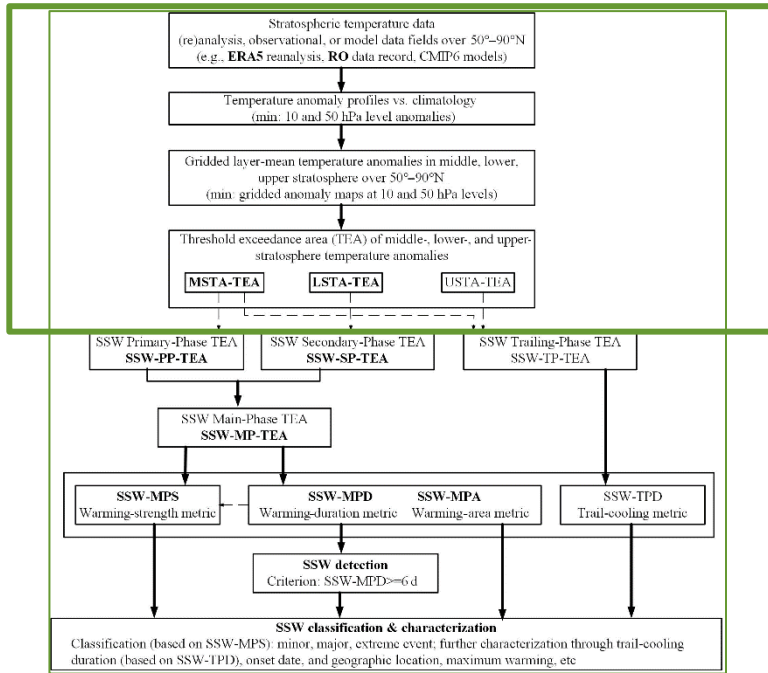 Stratospheric temperature data
(re)analysis, observational, or model data fields over 50°–90°N
(e.g., ERA5 reanalysis, RO data record, CMIP6 models)
Temperature anomaly profiles vs. climatology
(min: 10 and 50 hPa level anomalies)
Gridded layer-mean temperature anomalies in middle, lower,
upper stratosphere over 50°–90°N
(min: gridded anomaly maps at 10 and 50 hPa levels)
Threshold exceedance area (TEA) of middle-, lower-, and upper-
stratosphere temperature anomalies
MSTA-TEA
LSTA-TEA
USTA-TEA
SSW Primary-Phase TEA
SSW-PP-TEA
SSW Secondary-Phase TEA
SSW-SP-TEA
SSW Trailing-Phase TEA
SSW-TP-TEA
SSW Main-Phase TEA
SSW-MP-TEA
SSW-MPS
Warming-strength metric
SSW-MPD
Warming-duration metric
SSW-MPA
Warming-area metric
SSW-TPD
Trail-cooling metric
SSW detection
Criterion: SSW-MPD>=6 d
SSW classification & characterization
Classification (based on SSW-MPS): minor, major, extreme event; further characterization through trail-cooling
duration (based on SSW-TPD), onset date, and geographic location, maximum warming, etc